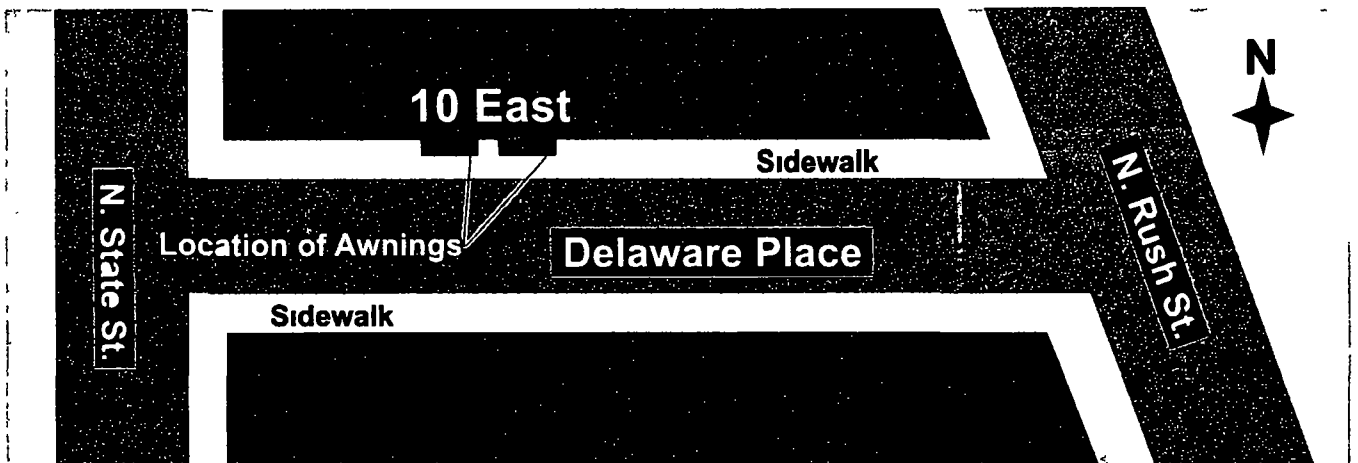 N
10 East
Sidewalk
N. State St.
Location of Awnings
Delaware Place
N. Rush St.
Sidewalk